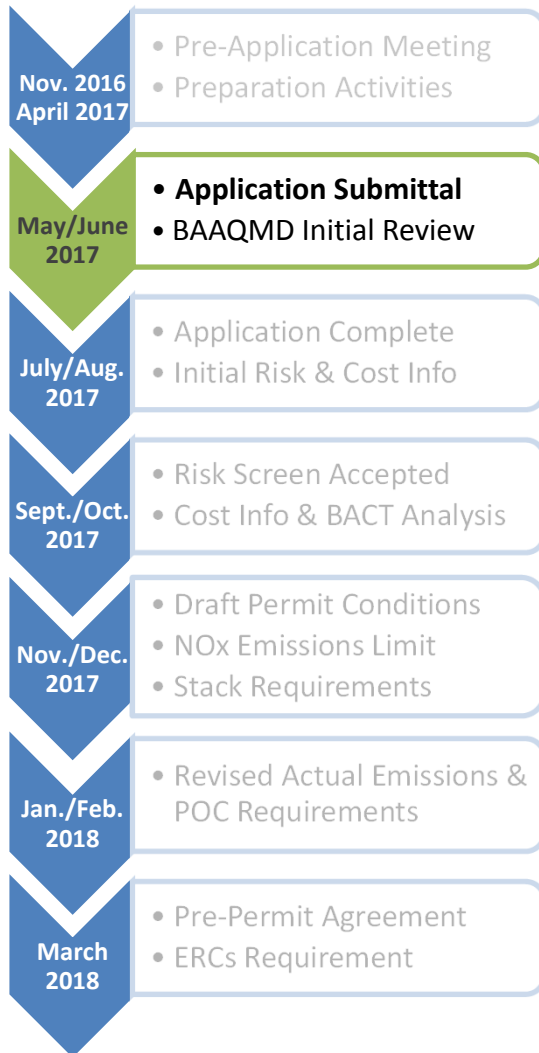 Nov. 2016
April 2017
• Pre-Application Meeting
• Preparation Activities
May/June
2017
• Application Submittal
• BAAQMD Initial Review
July/Aug.
2017
• Application Complete
• Initial Risk & Cost Info
Sept./Oct.
2017
• Risk Screen Accepted
• Cost Info & BACT Analysis
Nov./Dec.
2017
• Draft Permit Conditions
• NOx Emissions Limit
• Stack Requirements
Jan./Feb.
2018
• Revised Actual Emissions &
POC Requirements
March
2018
• Pre-Permit Agreement
• ERCs Requirement